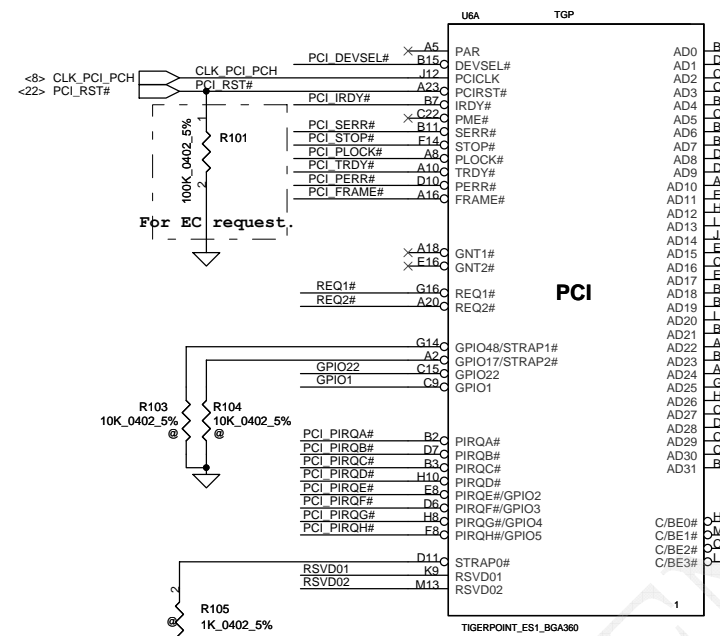 U6A TGP
PCI_DEVSEL#
<8> CLK_PCI_PCH CLK_PCI_PCH
<22> PCI_RST# PCI_RST#
PCI_IRDY#
PCI_SERR#
PCI_STOP#
PCI_PLOCK#
PCI_TRDY#
PCI_PERR#
PCI_FRAME#
1
R101
100K_0402_5%
2
For EC request.
REQ1#
REQ2#
GPIO22
GPIO1
R103
10K_0402_5%
@
R104
10K_0402_5%
@
PCI_PIRQA#
PCI_PIRQB#
PCI_PIRQC#
PCI_PIRQD#
PCI_PIRQE#
PCI_PIRQF#
PCI_PIRQG#
PCI_PIRQH#
RSVD01
RSVD02
2
R105
1K_0402_5%
@
A5 PAR
B15 DEVSEL#
J12 PCICLK
A23 PCIRST#
B7 IRDY#
C22 PME#
B11 SERR#
F14 STOP#
A8 PLOCK#
A10 TRDY#
D10 PERR#
A16 FRAME#
A18 GNT1#
E16 GNT2#
G16 REQ1#
A20 REQ2#
G14 GPIO48/STRAP1#
A2 GPIO17/STRAP2#
C15 GPIO22
C9 GPIO1
B2 PIRQA#
D7 PIRQB#
B3 PIRQC#
H10 PIRQD#
E8 PIRQE#/GPIO2
D6 PIRQF#/GPIO3
H8 PIRQG#/GPIO4
F8 PIRQH#/GPIO5
D11 STRAP0#
K9 RSVD01
M13 RSVD02
PCI
AD0
AD1
AD2
AD3
AD4
AD5
AD6
AD7
AD8
AD9
AD10
AD11
AD12
AD13
AD14
AD15
AD16
AD17
AD18
AD19
AD20
AD21
AD22
AD23
AD24
AD25
AD26
AD27
AD28
AD29
AD30
AD31
C/BE0#
C/BE1#
C/BE2#
C/BE3#
1
TIGERPOINT_ES1_BGA360